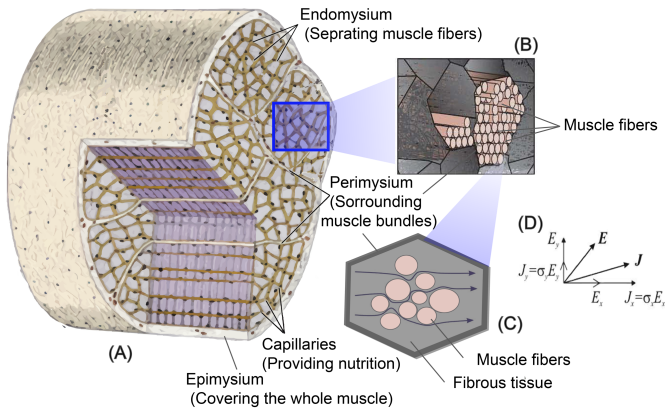 Endomysium
(Seprating muscle fibers)
(B)
Muscle fibers
Perimysium
(Sorrounding
muscle bundles)
(D)
E_y
E
J
J_y=σ_yE_y
E_x
J_x=σ_xE_x
(C)
Capillaries
(Providing nutrition)
(A)
Muscle fibers
Fibrous tissue
Epimysium
(Covering the whole muscle)